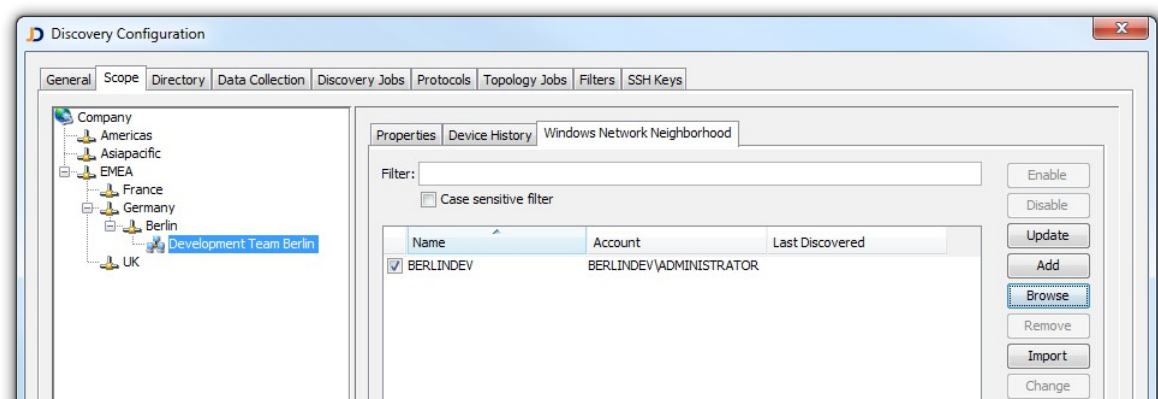 Discovery Configuration
X
General Scope Directory Data Collection Discovery Jobs Protocols Topology Jobs Filters SSH Keys
Company
Americas
Asiapacific
EMEA
France
Germany
Berlin
Development Team Berlin
UK
Properties Device History Windows Network Neighborhood
Filter:
Case sensitive filter
Name Account Last Discovered
BERLINDEV BERLINDEV\ADMINISTRATOR
Enable
Disable
Update
Add
Browse
Remove
Import
Change